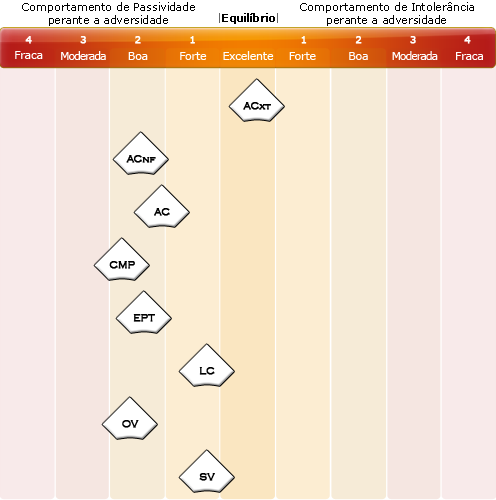 Comportamento de Passividade
perante a adversidade
|Equilíbrio|
Comportamento de Intolerância
perante a adversidade
4 3 2 1 1 2 3 4
Fraca Moderada Boa Forte Excelente Forte Boa Moderada Fraca
ACXT
ACNF
AC
CMP
EPT
LC
OV
SV